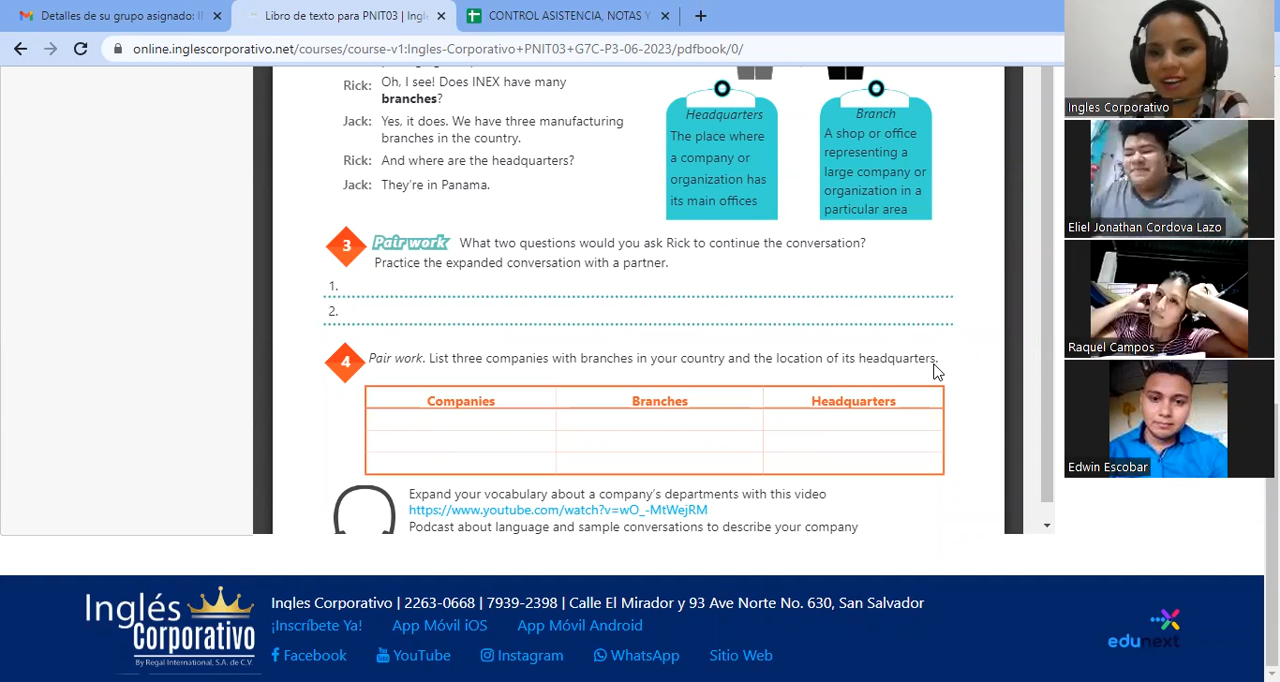 Detalles de su grupo asignado: II
Libro de texto para PNIT03 | Ingl
CONTROL ASISTENCIA, NOTAS Y
online.inglescorporativo.net/courses/course-v1:Ingles-Corporativo+PNIT03+G7C-P3-06-2023/pdfbook/0/
Rick: Oh, I see! Does INEX have many
branches?
Jack: Yes, it does. We have three manufacturing
branches in the country.
Rick: And where are the headquarters?
Jack: They're in Panama.
Headquarters
The place where
a company or
organization has
its main offices
Branch
A shop or office
representing a
large company or
organization in a
particular area
3 Pair work What two questions would you ask Rick to continue the conversation?
Practice the expanded conversation with a partner.
1.
2.
4 Pair work. List three companies with branches in your country and the location of its headquarters.
Companies Branches Headquarters
Expand your vocabulary about a company's departments with this video
https://www.youtube.com/watch?v=wO_-MtWejRM
Podcast about language and sample conversations to describe your company
Ingles Corporativo
Eliel Jonathan Cordova Lazo
Raquel Campos
Edwin Escobar
Inglés
Corporativo
By Regal International, S.A. de C.V.
Ingles Corporativo | 2263-0668 | 7939-2398 | Calle El Mirador y 93 Ave Norte No. 630, San Salvador
¡Inscríbete Ya! App Móvil iOS App Móvil Android
Facebook YouTube Instagram WhatsApp Sitio Web
edunext